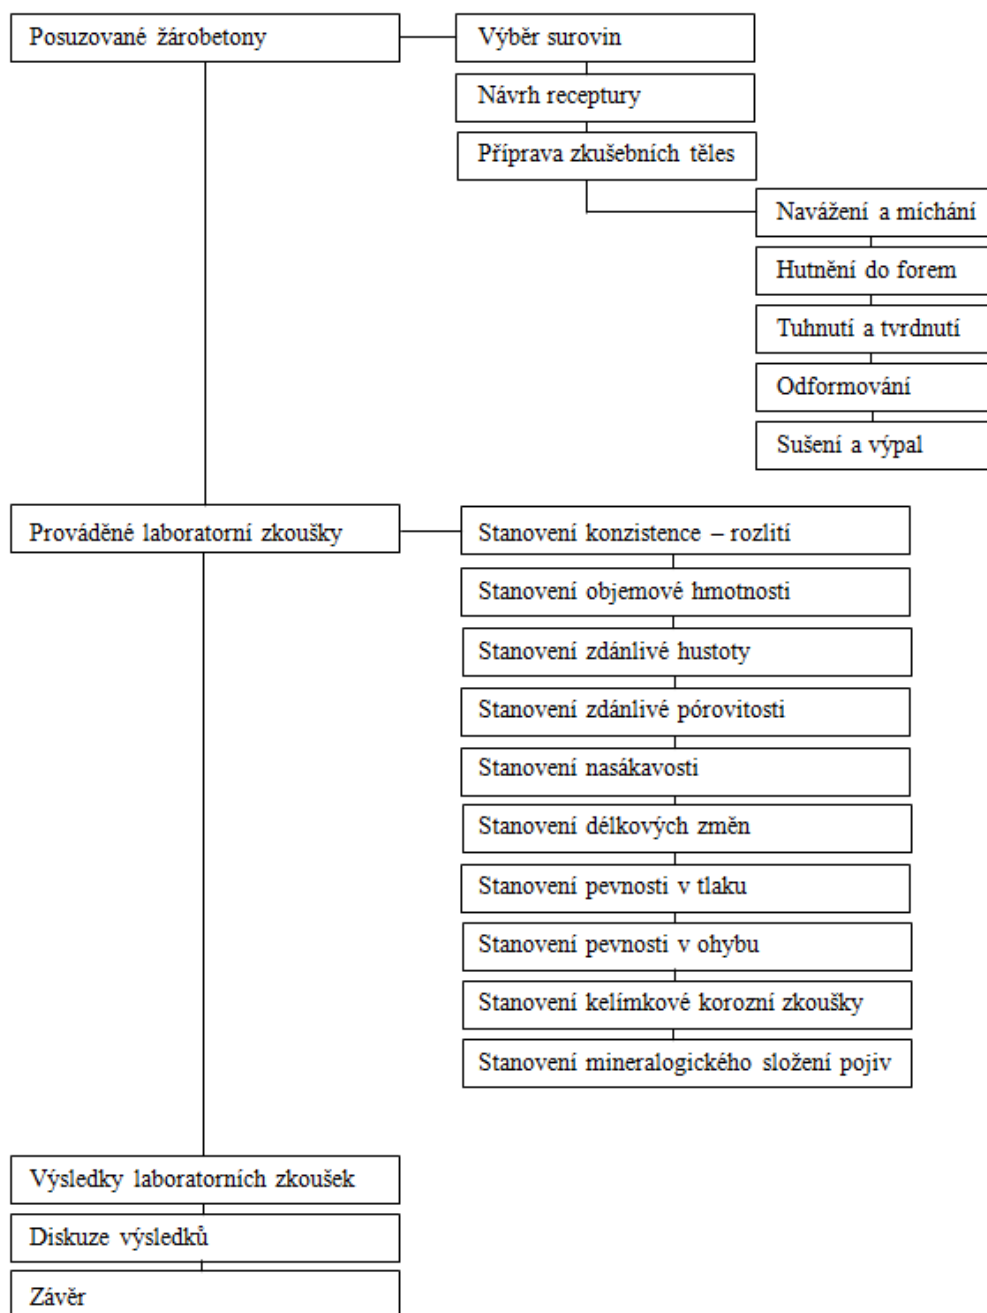 Posuzované žárobetony
Výběr surovin
Návrh receptury
Příprava zkušebních těles
Navážení a míchání
Hutnění do forem
Tuhnutí a tvrdnutí
Odformování
Sušení a výpal
Prováděné laboratorní zkoušky
Stanovení konzistence – rozlití
Stanovení objemové hmotnosti
Stanovení zdánlivé hustoty
Stanovení zdánlivé pórovitosti
Stanovení nasákavosti
Stanovení délkových změn
Stanovení pevnosti v tlaku
Stanovení pevnosti v ohybu
Stanovení kelímkové korozní zkoušky
Stanovení mineralogického složení pojiv
Výsledky laboratorních zkoušek
Diskuze výsledků
Závěr